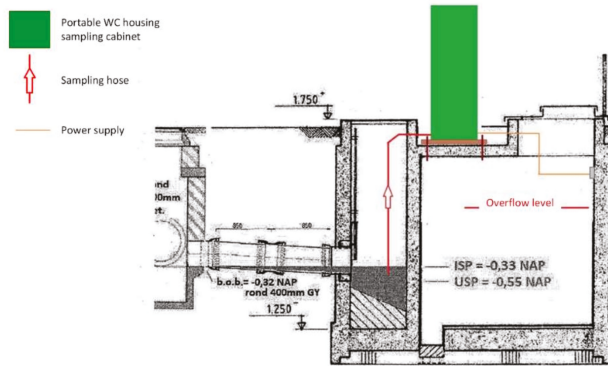 Portable WC housing
sampling cabinet
Sampling hose
Power supply
1.750+
rond
400mm
Overflow level
850
850
ISP = -0,33 NAP
USP = -0,55 NAP
b.o.b.= -0,32 NAP
rond 400mm GY
1.250-